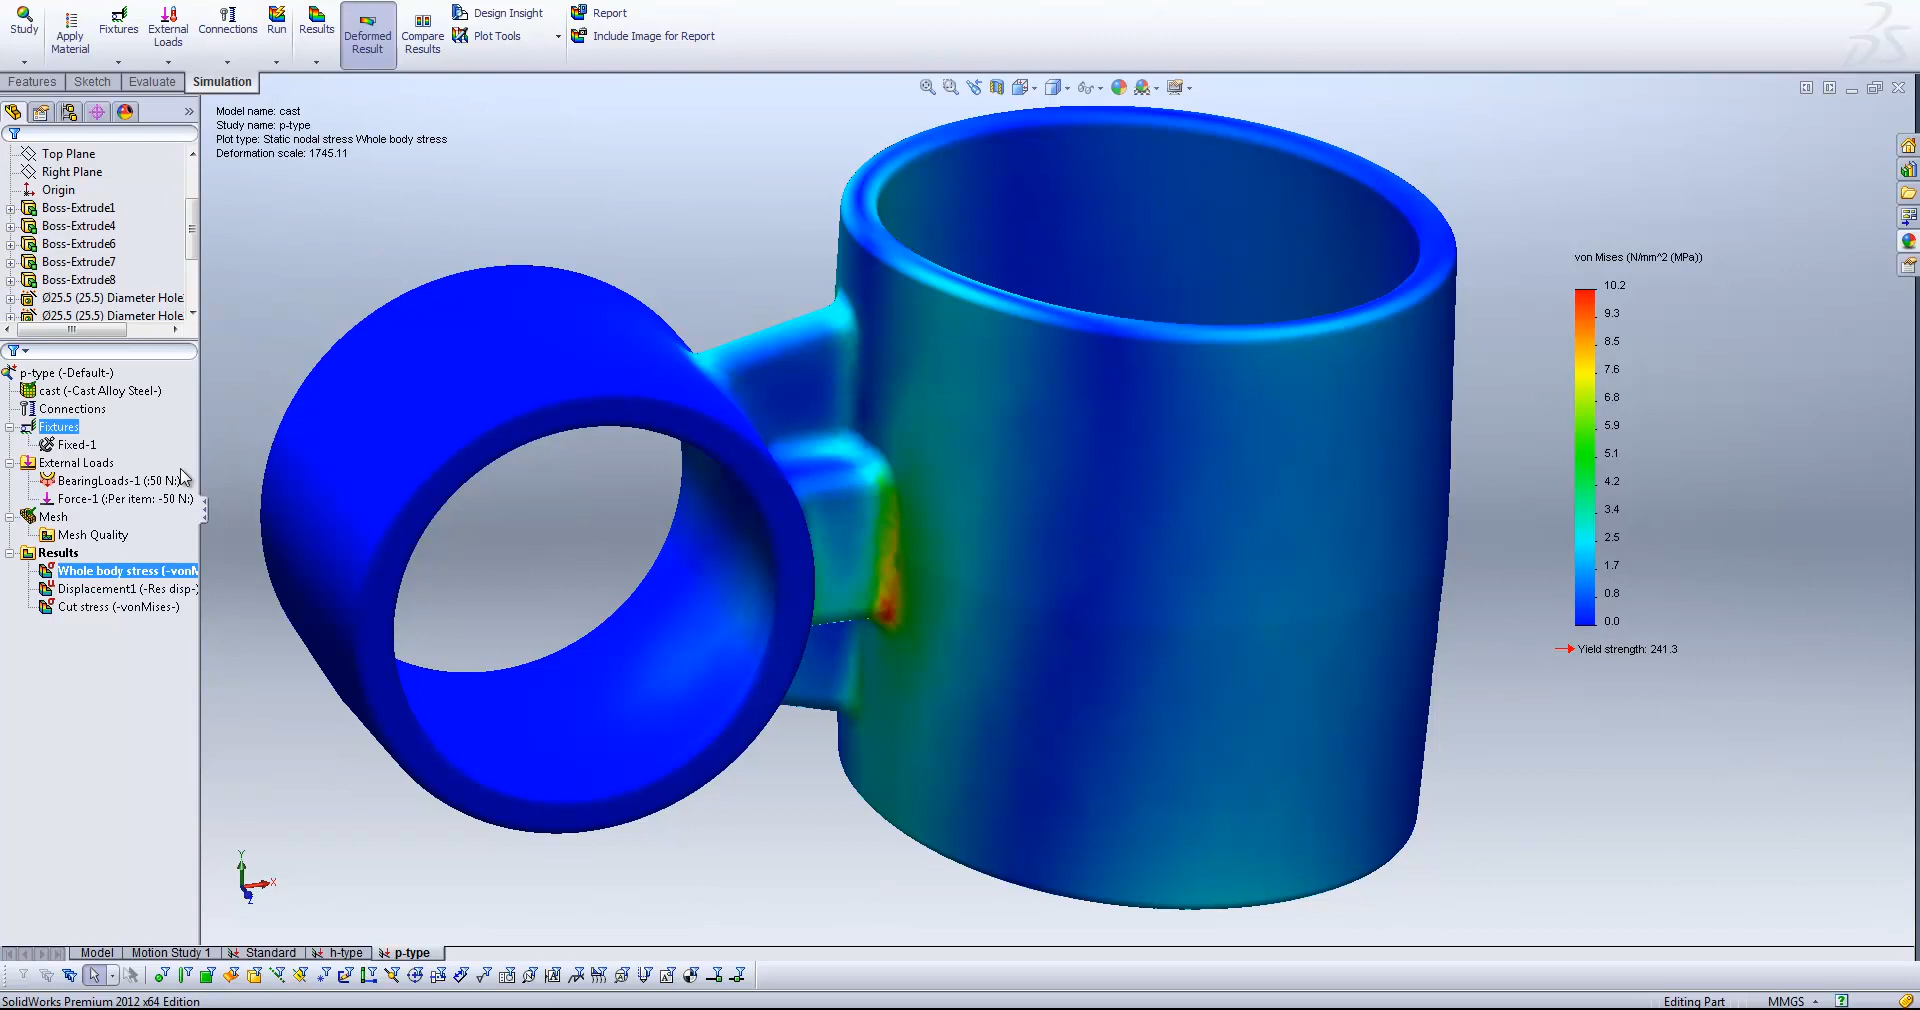 Study
Apply Material
Fixtures
External Loads
Connections
Run
Results
Deformed Result
Compare Results
Design Insight
Plot Tools
Report
Include Image for Report
Features
Sketch
Evaluate
Simulation
Top Plane
Right Plane
Origin
Boss-Extrude1
Boss-Extrude4
Boss-Extrude6
Boss-Extrude7
Boss-Extrude8
Ø25.5 (25.5) Diameter Hole
Ø25.5 (25.5) Diameter Hole
p-type (-Default-)
cast (-Cast Alloy Steel-)
Connections
Fixtures
Fixed-1
External Loads
BearingLoads-1 (:50 N:)
Force-1 (:Per item: -50 N:)
Mesh
Mesh Quality
Results
Whole body stress (-vonM
Displacement1 (-Res disp-)
Cut stress (-vonMises-)
Model name: cast
Study name: p-type
Plot type: Static nodal stress Whole body stress
Deformation scale: 1745.11
von Mises (N/mm^2 (MPa))
10.2
9.3
8.5
7.6
6.8
5.9
5.1
4.2
3.4
2.5
1.7
0.8
0.0
Yield strength: 241.3
Y
X
Z
Model
Motion Study 1
Standard
h-type
p-type
SolidWorks Premium 2012 x64 Edition
Editing Part
MMGS